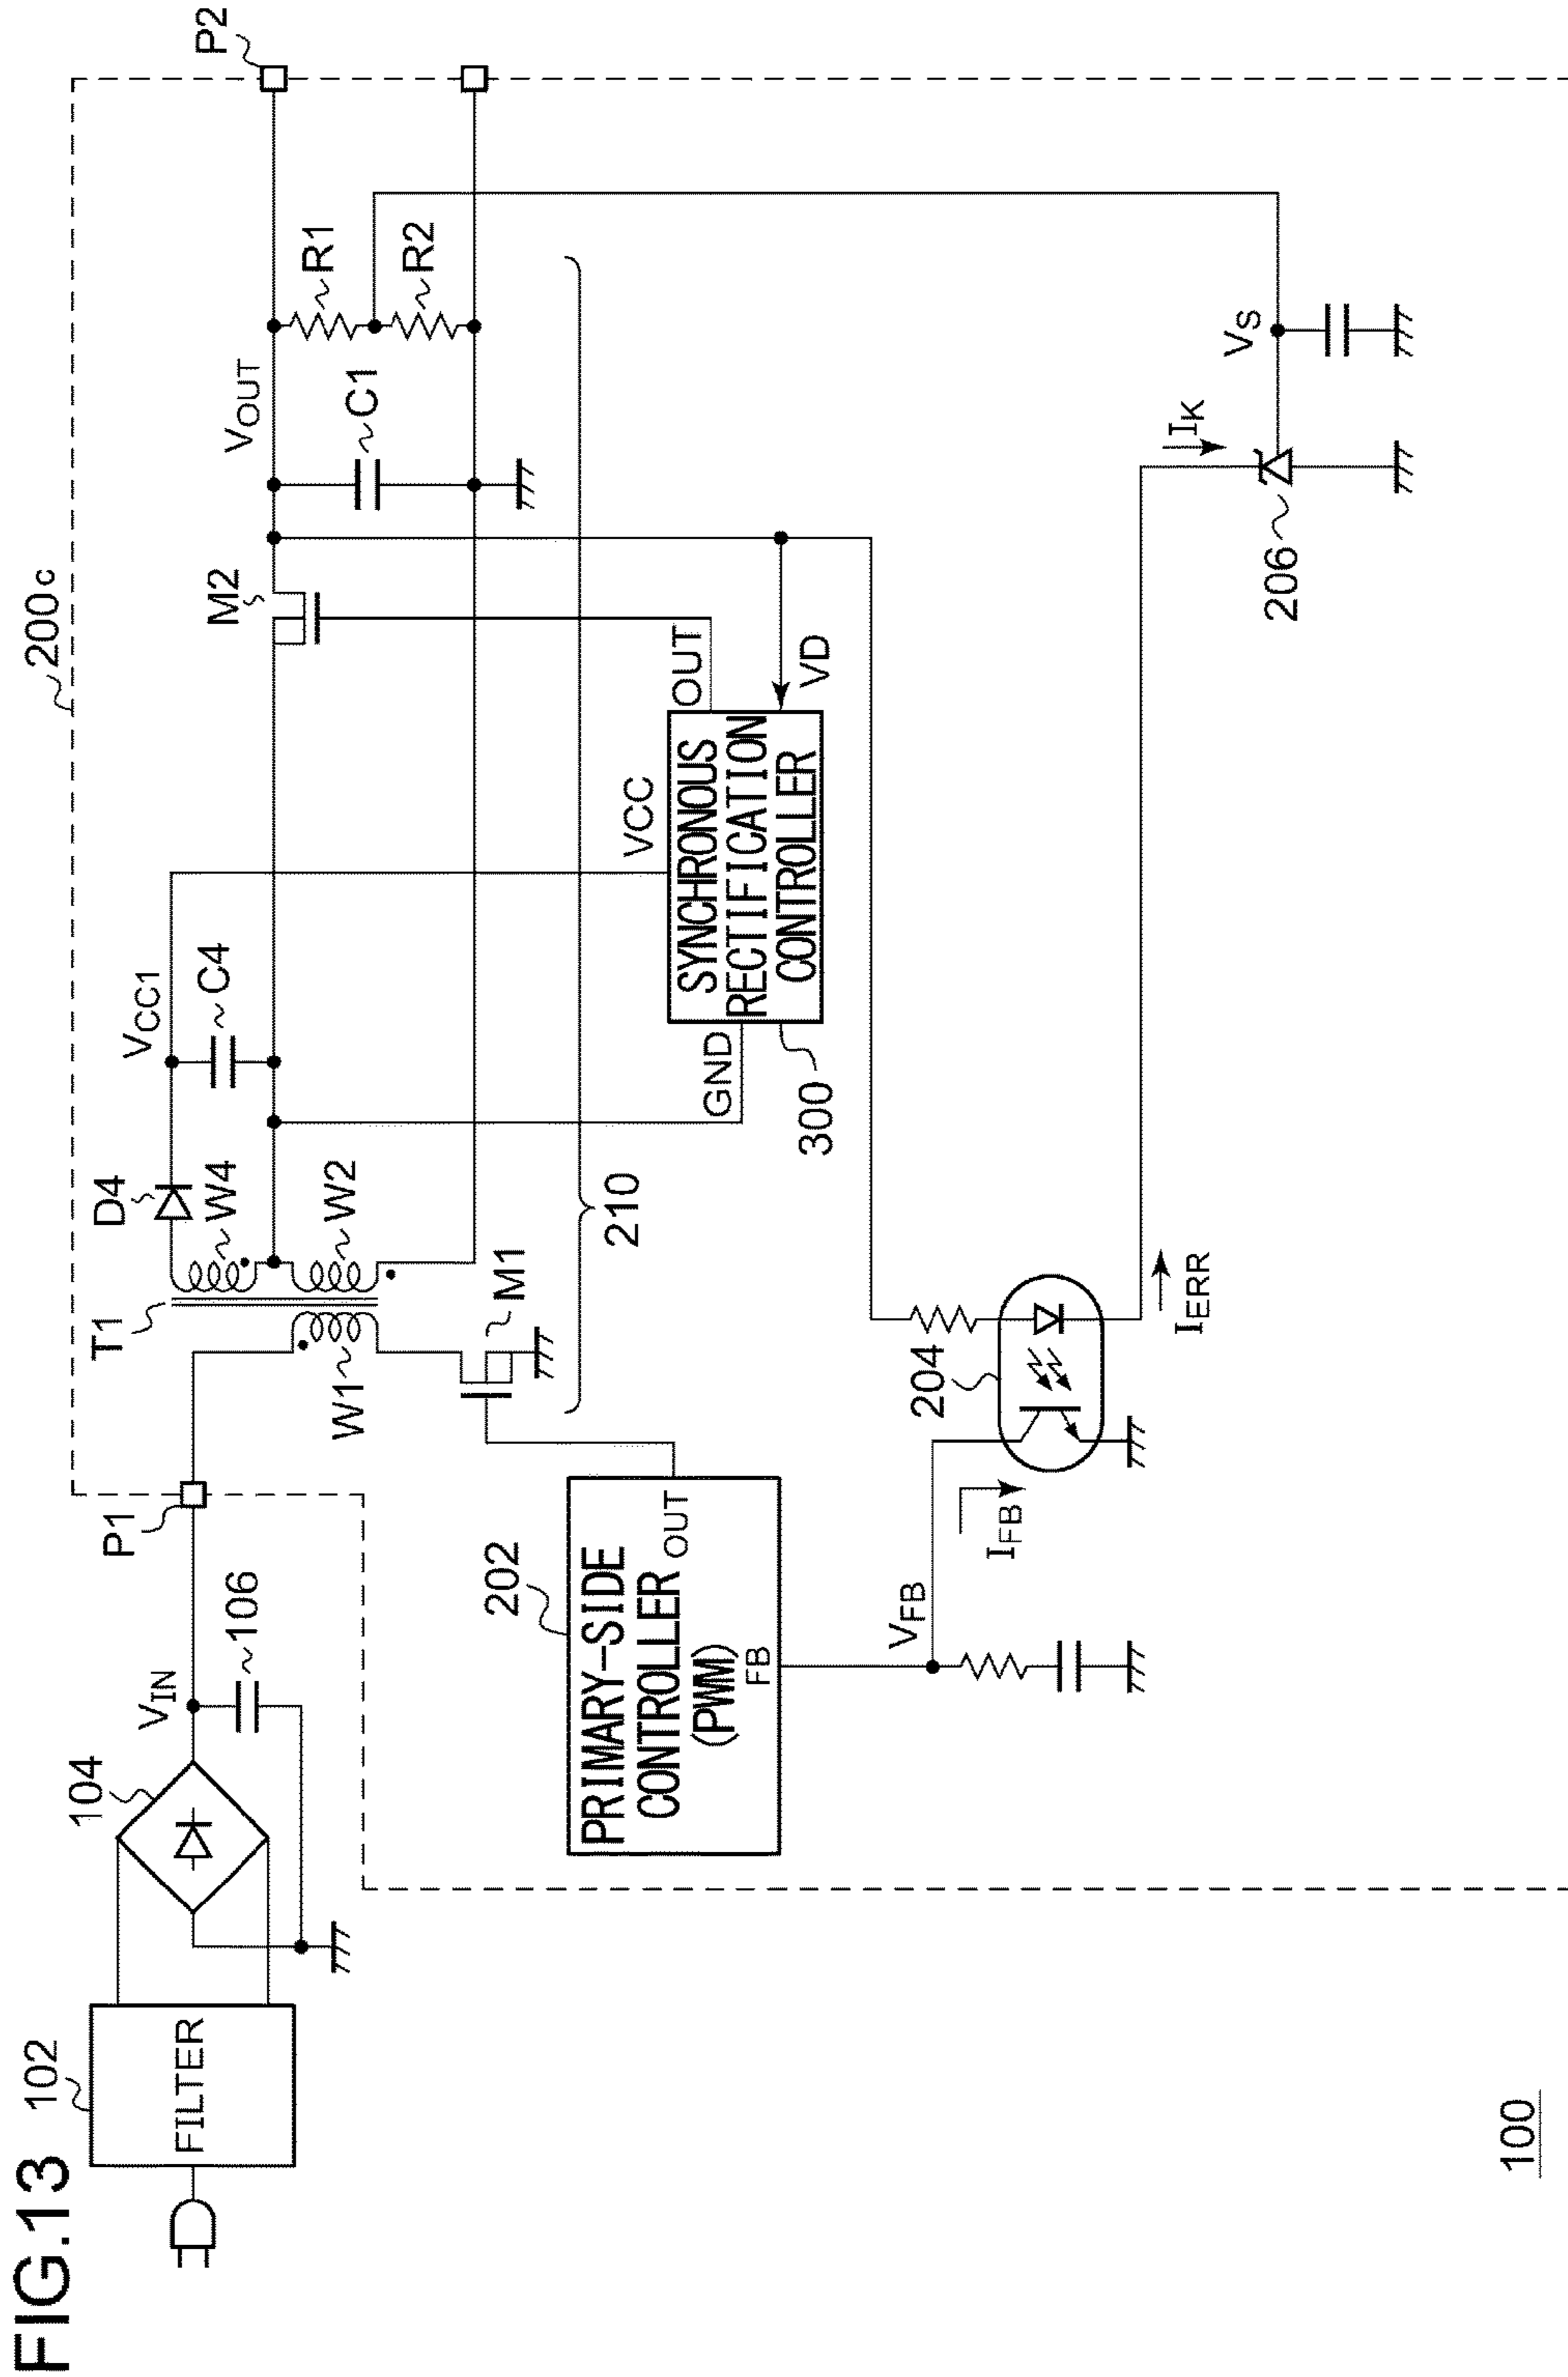 FIG.13
100
102
FILTER
104
V_IN
106
P1
200c
T1
W1
W4
W2
D4
V_CC1
C4
M1
210
M2
V_OUT
C1
R1
R2
P2
202
PRIMARY-SIDE
CONTROLLER
(PWM)
OUT
FB
GND
300
VCC
SYNCHRONOUS
RECTIFICATION
CONTROLLER
OUT
VD
V_FB
I_FB
204
I_ERR
206
I_K
V_S